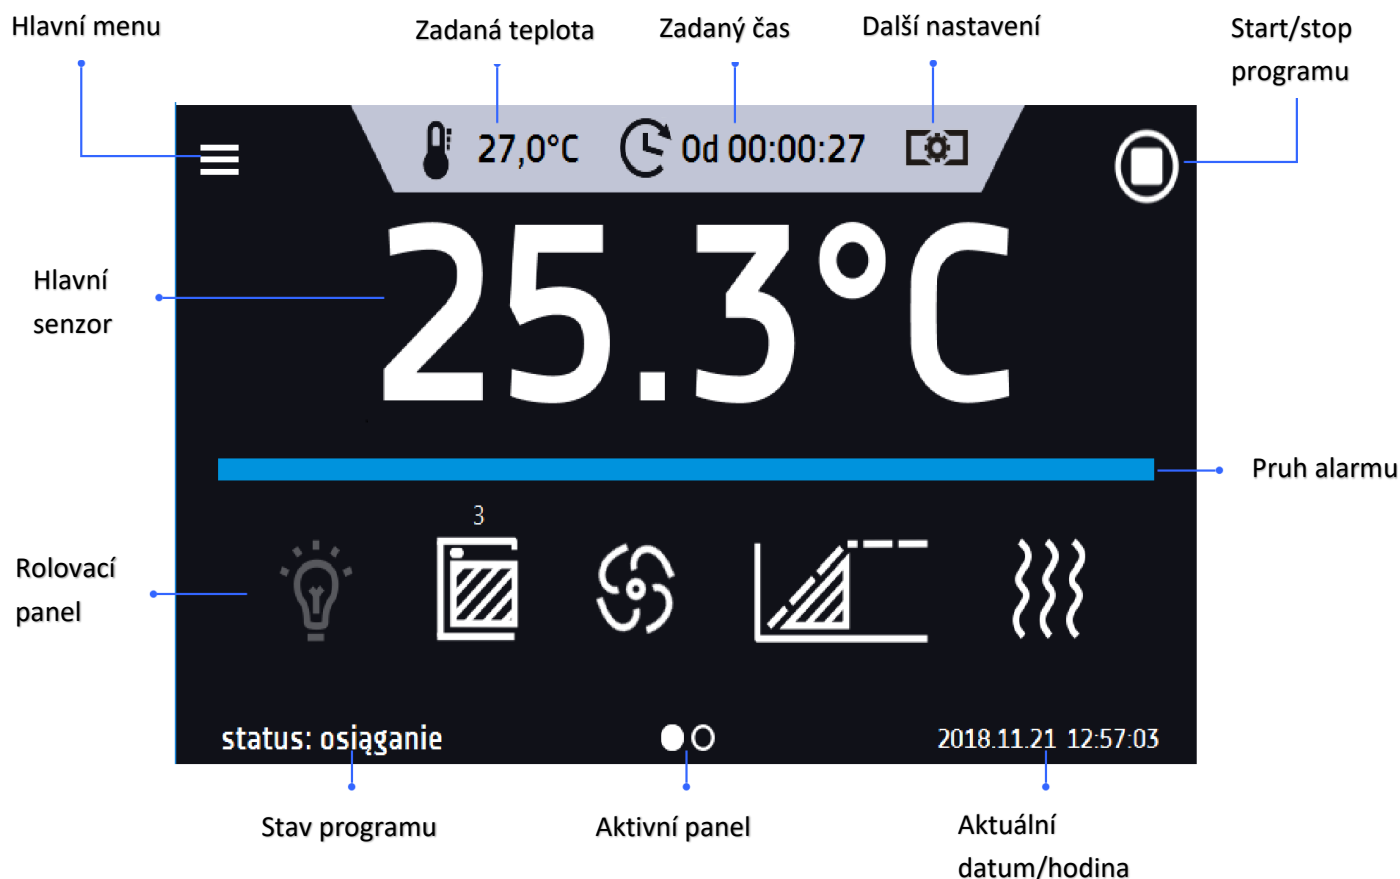 Hlavní menu
Zadaná teplota
Zadaný čas
Další nastavení
Start/stop
programu
27,0°C
0d 00:00:27
25.3°C
Hlavní
senzor
Pruh alarmu
3
Rolovací
panel
status: osiąganie
2018.11.21 12:57:03
Stav programu
Aktivní panel
Aktuální
datum/hodina